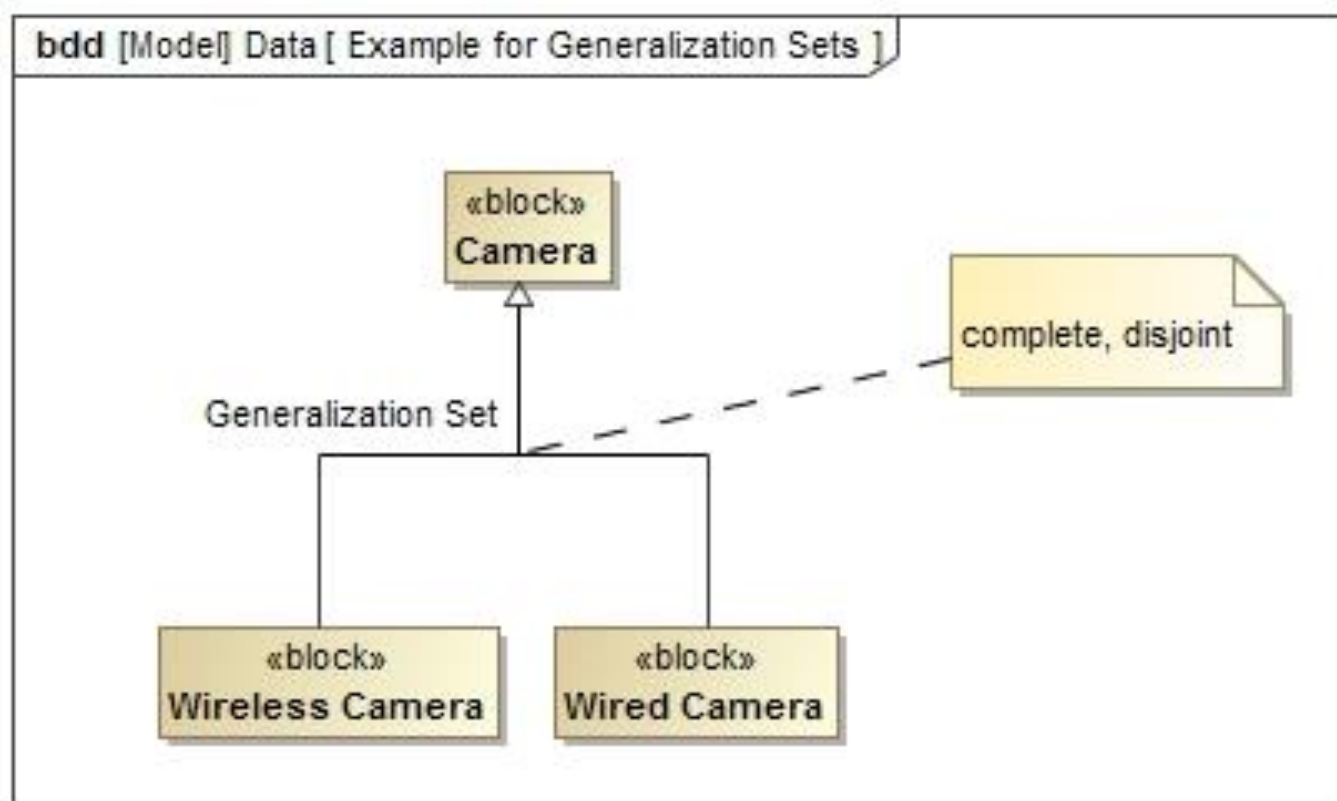 bdd [Model] Data [ Example for Generalization Sets ]
«block»
Camera
complete, disjoint
Generalization Set
«block»
Wireless Camera
«block»
Wired Camera